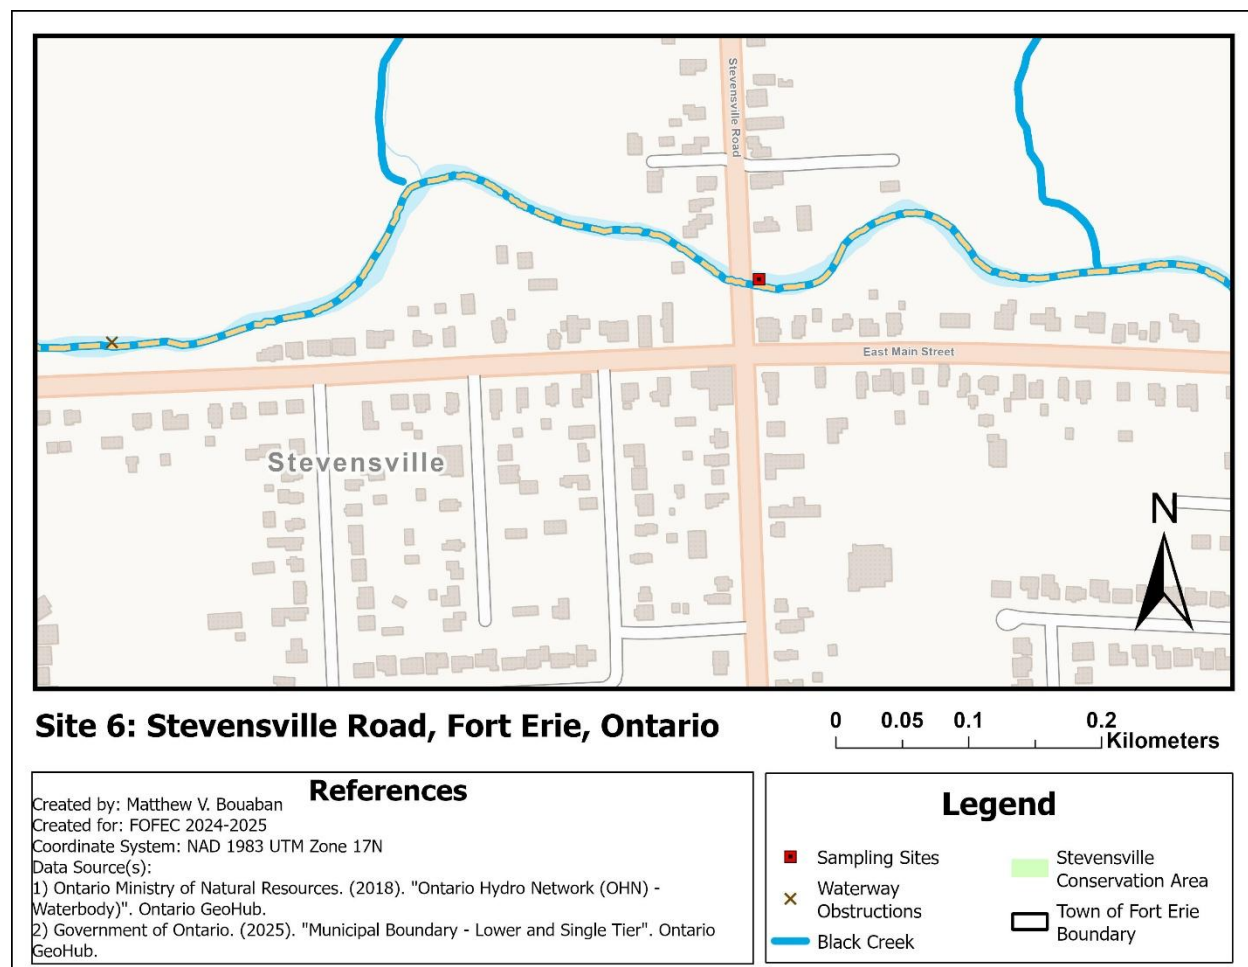 Stevensville Road
East Main Street
Stevensville
N
Site 6: Stevensville Road, Fort Erie, Ontario
0 0.05 0.1 0.2
Kilometers
References
Created by: Matthew V. Bouaban
Created for: FOFEC 2024-2025
Coordinate System: NAD 1983 UTM Zone 17N
Data Source(s):
1) Ontario Ministry of Natural Resources. (2018). "Ontario Hydro Network (OHN) -
Waterbody)". Ontario GeoHub.
2) Government of Ontario. (2025). "Municipal Boundary - Lower and Single Tier". Ontario
GeoHub.
Legend
Sampling Sites
Waterway
Obstructions
Black Creek
Stevensville
Conservation Area
Town of Fort Erie
Boundary